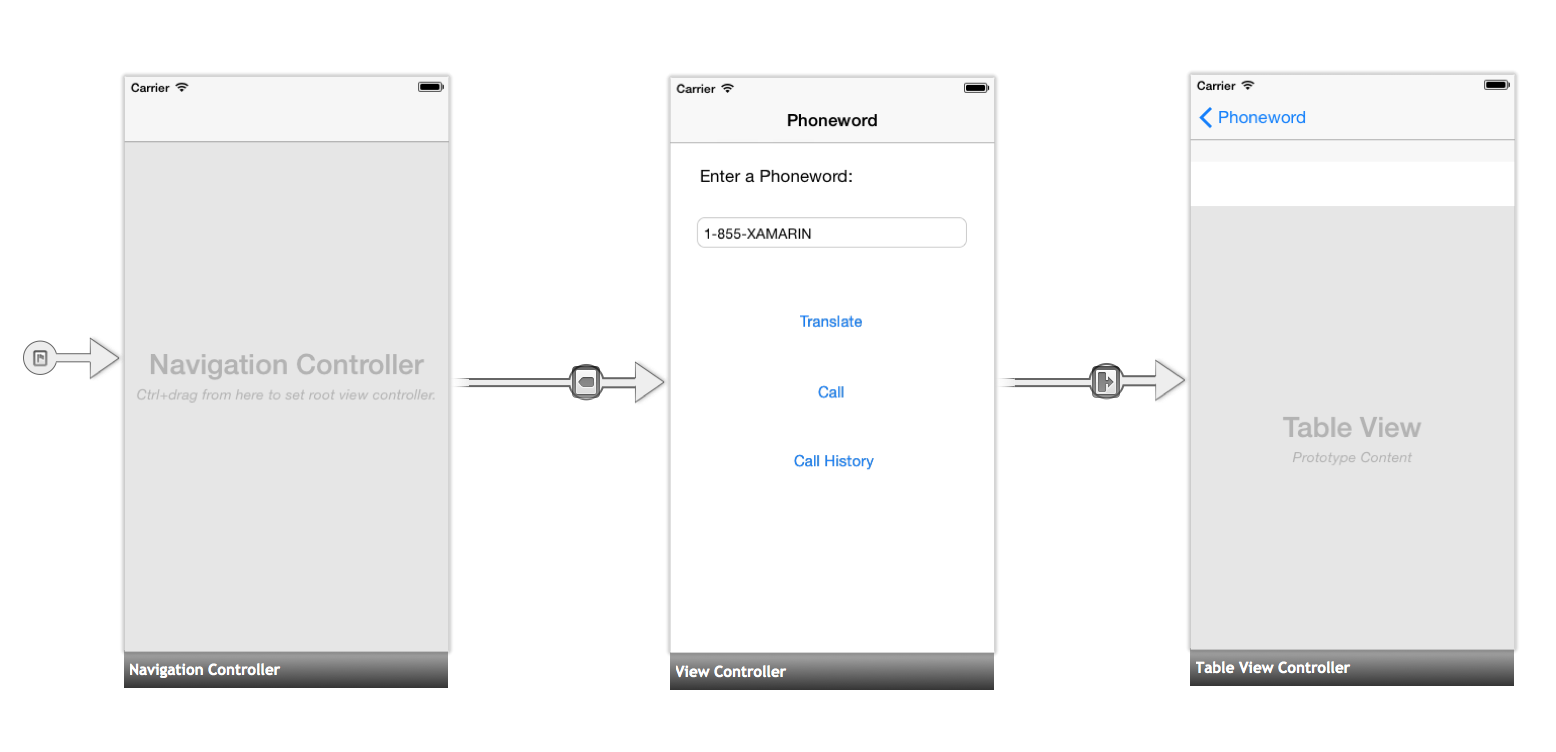 Carrier
Navigation Controller
Ctrl+drag from here to set root view controller.
Navigation Controller
Carrier
Phoneword
Enter a Phoneword:
1-855-XAMARIN
Translate
Call
Call History
View Controller
Carrier
Phoneword
Table View
Prototype Content
Table View Controller